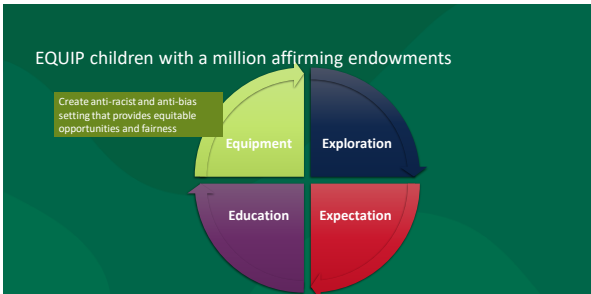 EQUIP children with a million affirming endowments
Create anti-racist and anti-bias
setting that provides equitable
opportunities and fairness
Equipment
Exploration
Education
Expectation